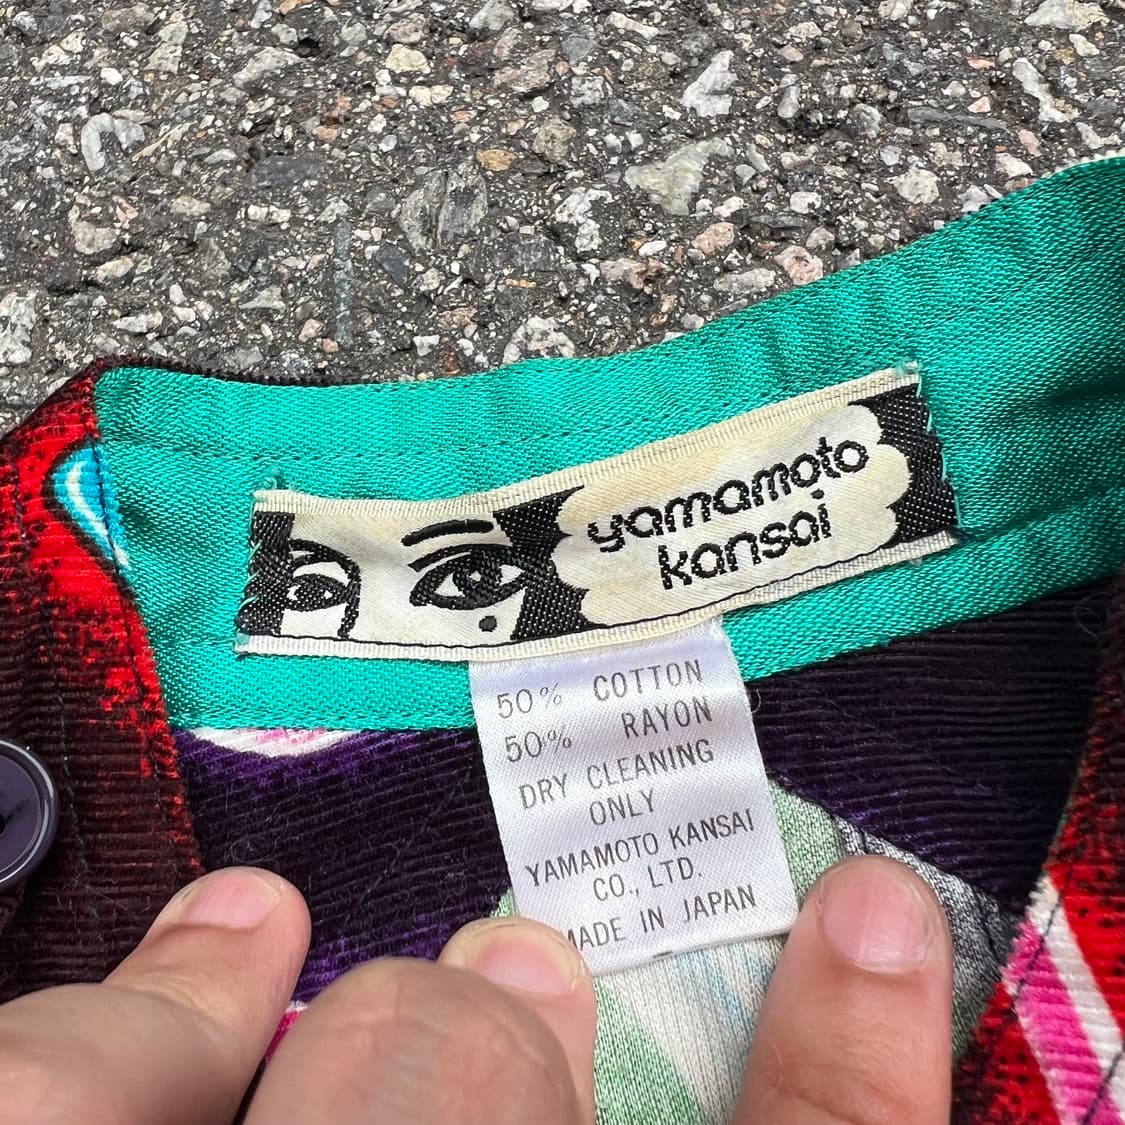 yamamoto
kansai
50% COTTON
50% RAYON
DRY CLEANING
ONLY
YAMAMOTO KANSAI
CO., LTD.
MADE IN JAPAN